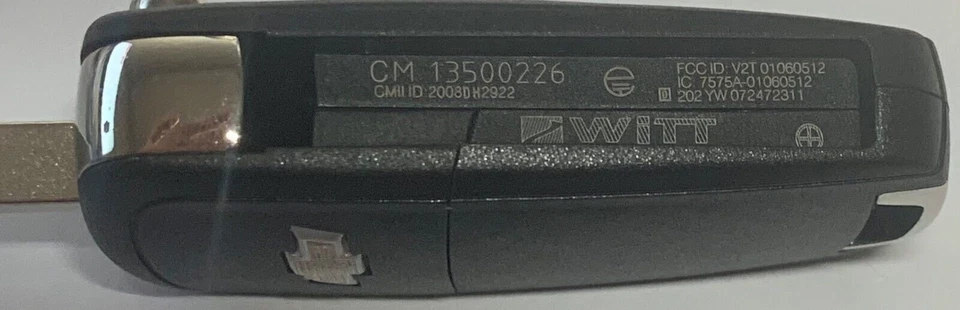 CM 13500226
CMII ID: 2008DH2922
FCC ID: V2T 01060512
IC 7575A-01060512
R 202 YW 072472311
WITT